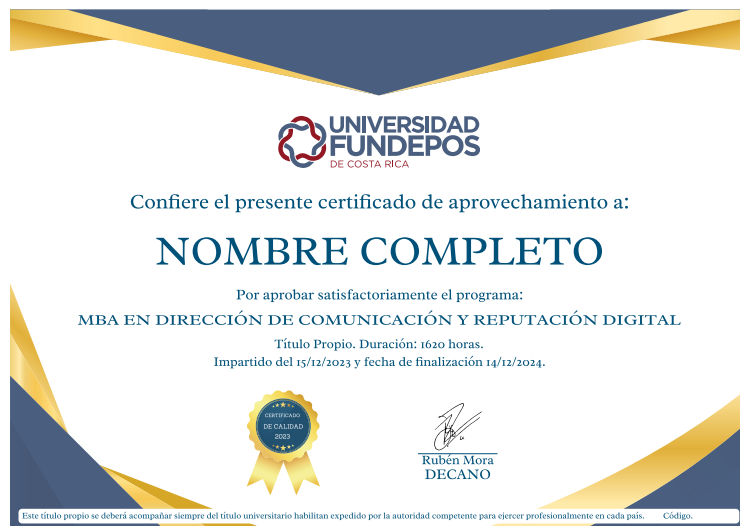 UNIVERSIDAD
FUNDEPOS
DE COSTA RICA
Confiere el presente certificado de aprovechamiento a:
NOMBRE COMPLETO
Por aprobar satisfactoriamente el programa:
MBA EN DIRECCIÓN DE COMUNICACIÓN Y REPUTACIÓN DIGITAL
Título Propio. Duración: 1620 horas.
Impartido del 15/12/2023 y fecha de finalización 14/12/2024.
CERTIFICADO
DE CALIDAD
2023
Rubén Mora
DECANO
Este título propio se deberá acompañar siempre del título universitario habilitan expedido por la autoridad competente para ejercer profesionalmente en cada país. Código.